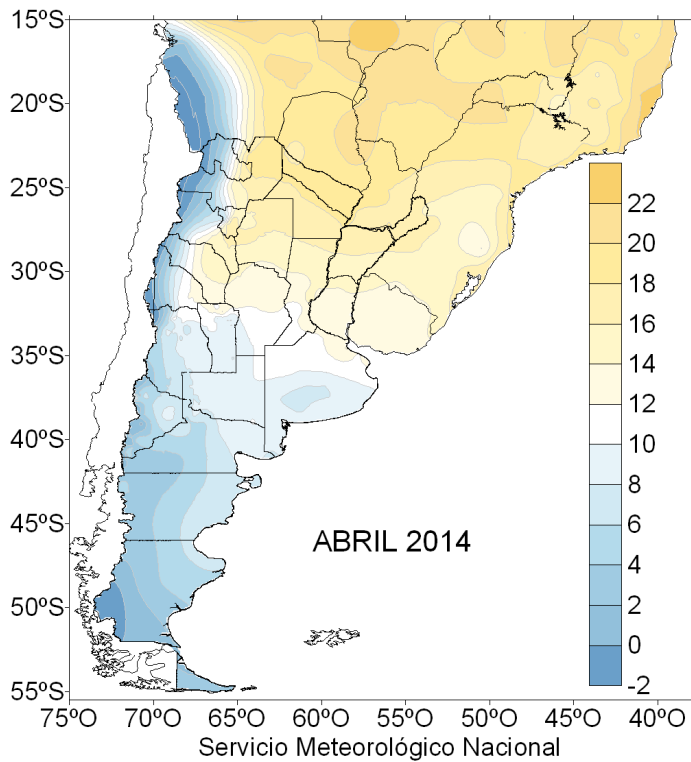 15ºS
20ºS
25ºS
30ºS
35ºS
40ºS
45ºS
50ºS
55ºS
22
20
18
16
14
12
10
8
6
4
2
0
-2
ABRIL 2014
75ºO 70ºO 65ºO 60ºO 55ºO 50ºO 45ºO 40ºO
Servicio Meteorológico Nacional